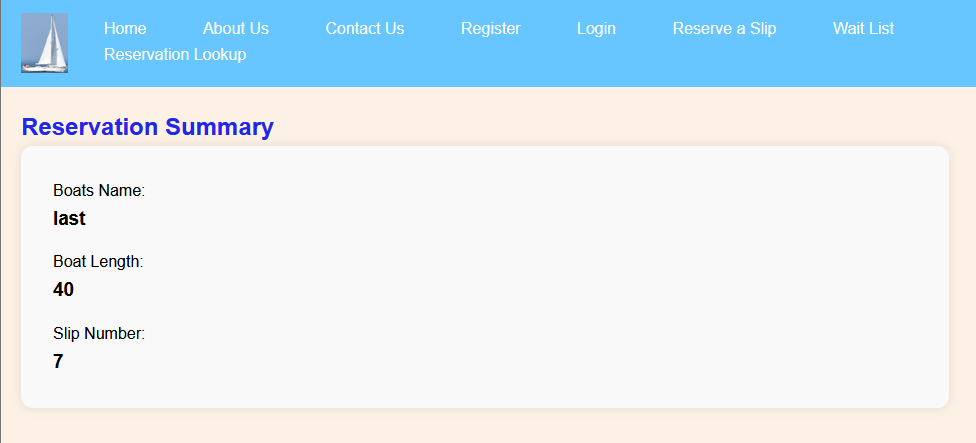 Home About Us Contact Us Register Login Reserve a Slip Wait List
Reservation Lookup
Reservation Summary
Boats Name:
last
Boat Length:
40
Slip Number:
7